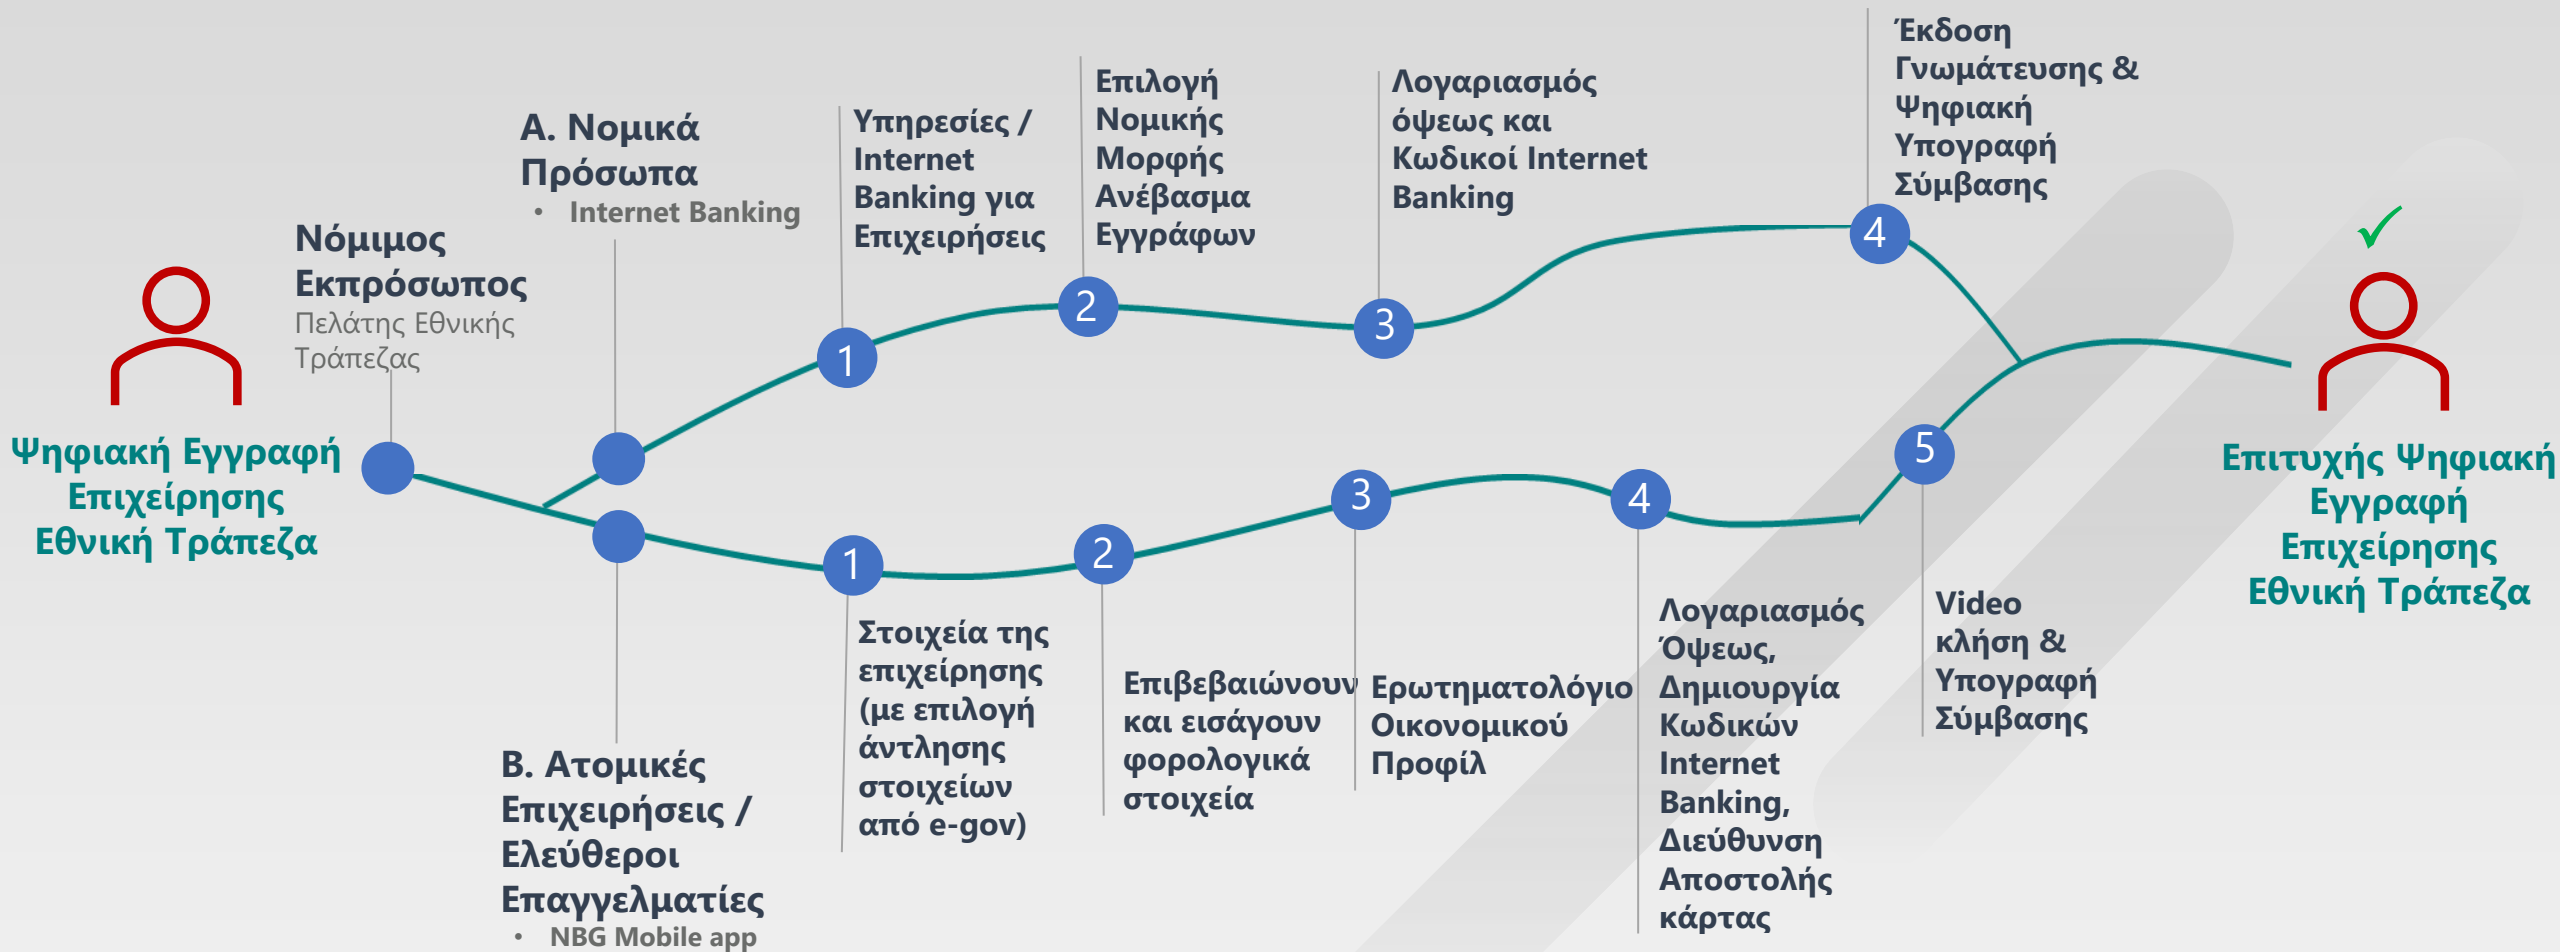 Ψηφιακή Εγγραφή
Επιχείρησης
Εθνική Τράπεζα
Νόμιμος
Εκπρόσωπος
Πελάτης Εθνικής
Τράπεζας
Α. Νομικά
Πρόσωπα
• Internet Banking
1
Υπηρεσίες /
Internet
Banking για
Επιχειρήσεις
2
Επιλογή
Νομικής
Μορφής
Ανέβασμα
Εγγράφων
3
Λογαριασμός
όψεως και
Κωδικοί Internet
Banking
4
Έκδοση
Γνωμάτευσης &
Ψηφιακή
Υπογραφή
Σύμβασης
Β. Ατομικές
Επιχειρήσεις /
Ελεύθεροι
Επαγγελματίες
• NBG Mobile app
1
Στοιχεία της
επιχείρησης
(με επιλογή
άντλησης
στοιχείων
από e-gov)
2
Επιβεβαιώνουν
και εισάγουν
φορολογικά
στοιχεία
3
Ερωτηματολόγιο
Οικονομικού
Προφίλ
4
Λογαριασμός
Όψεως,
Δημιουργία
Κωδικών
Internet
Banking,
Διεύθυνση
Αποστολής
κάρτας
5
Video
κλήση &
Υπογραφή
Σύμβασης
Επιτυχής Ψηφιακή
Εγγραφή
Επιχείρησης
Εθνική Τράπεζα